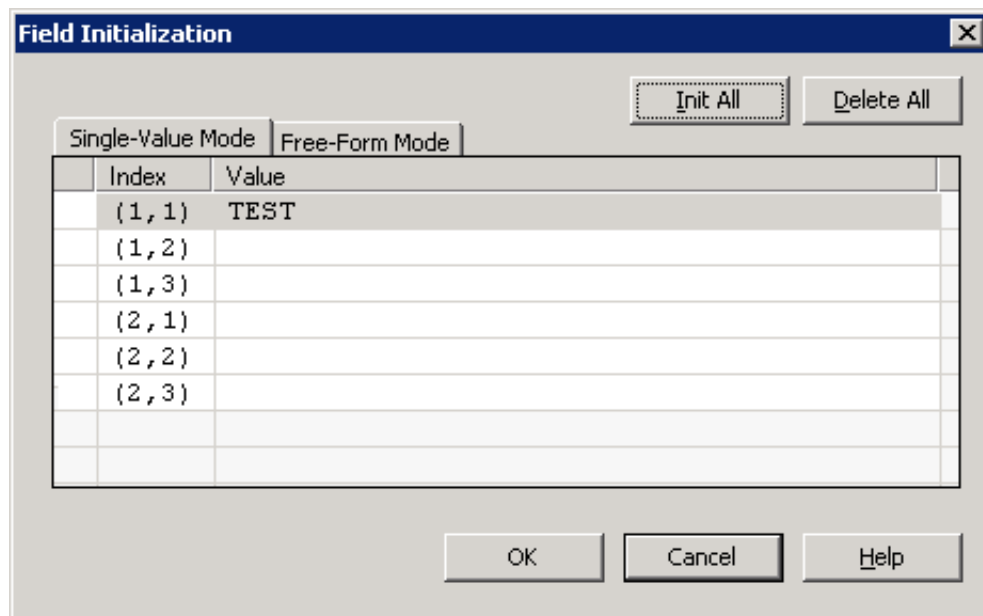 Field Initialization
Init All Delete All
Single-Value Mode Free-Form Mode
Index Value
(1,1) TEST
(1,2)
(1,3)
(2,1)
(2,2)
(2,3)
OK Cancel Help